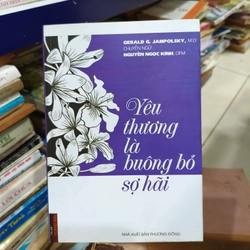 GERALD G. JAMPOLSKY, M.D
CHUYỂN NGỮ
NGUYỄN NGỌC KÍNH, OFM
Yêu
thương
là
buông bỏ
sợ hãi
NHÀ XUẤT BẢN PHƯƠNG ĐÔNG